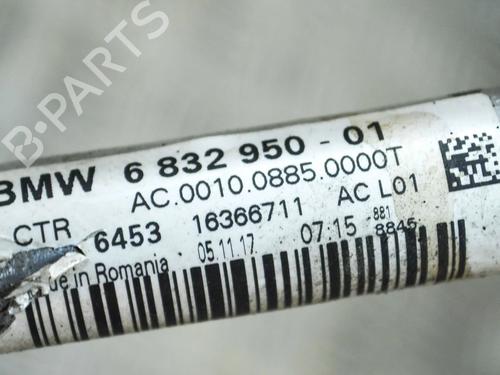 B-PARTS
BMW 6 832 950 - 01
AC.0010.0885.0000T
CTR 6453 16366711 AC L01
05.11.17 07:15 881
8845
in Romania